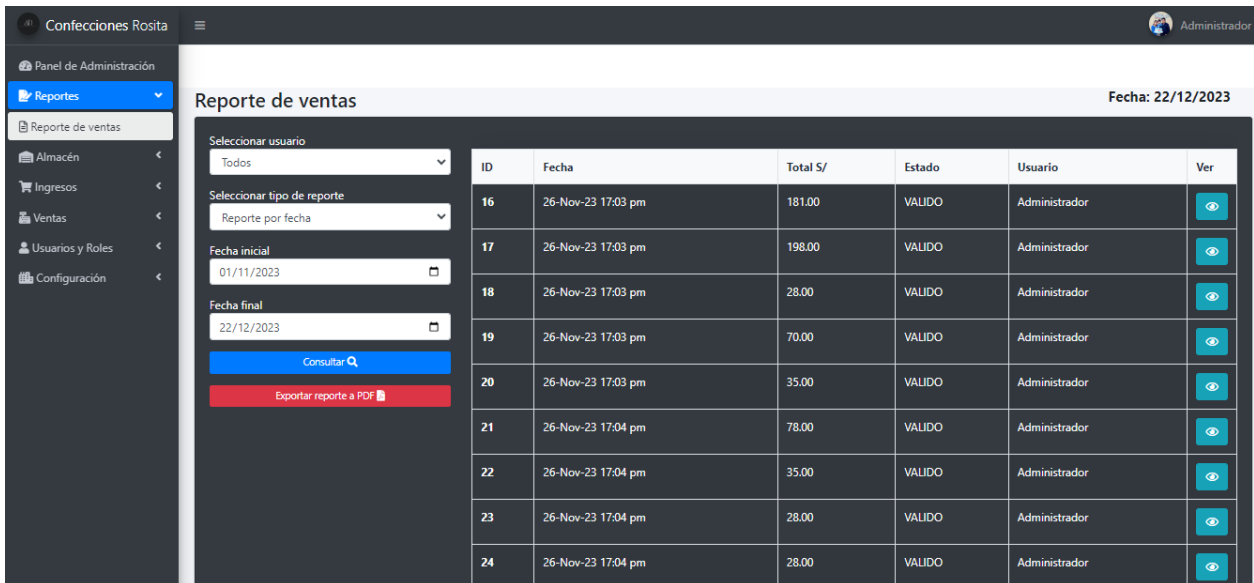 Confecciones Rosita
Administrador
Panel de Administración
Reportes
Reporte de ventas
Almacén
Ingresos
Ventas
Usuarios y Roles
Configuración
Reporte de ventas
Fecha: 22/12/2023
Seleccionar usuario
Todos
Seleccionar tipo de reporte
Reporte por fecha
Fecha inicial
01/11/2023
Fecha final
22/12/2023
Consultar
Exportar reporte a PDF
ID Fecha Total S/ Estado Usuario Ver
16 26-Nov-23 17:03 pm 181.00 VALIDO Administrador
17 26-Nov-23 17:03 pm 198.00 VALIDO Administrador
18 26-Nov-23 17:03 pm 28.00 VALIDO Administrador
19 26-Nov-23 17:03 pm 70.00 VALIDO Administrador
20 26-Nov-23 17:03 pm 35.00 VALIDO Administrador
21 26-Nov-23 17:04 pm 78.00 VALIDO Administrador
22 26-Nov-23 17:04 pm 35.00 VALIDO Administrador
23 26-Nov-23 17:04 pm 28.00 VALIDO Administrador
24 26-Nov-23 17:04 pm 28.00 VALIDO Administrador